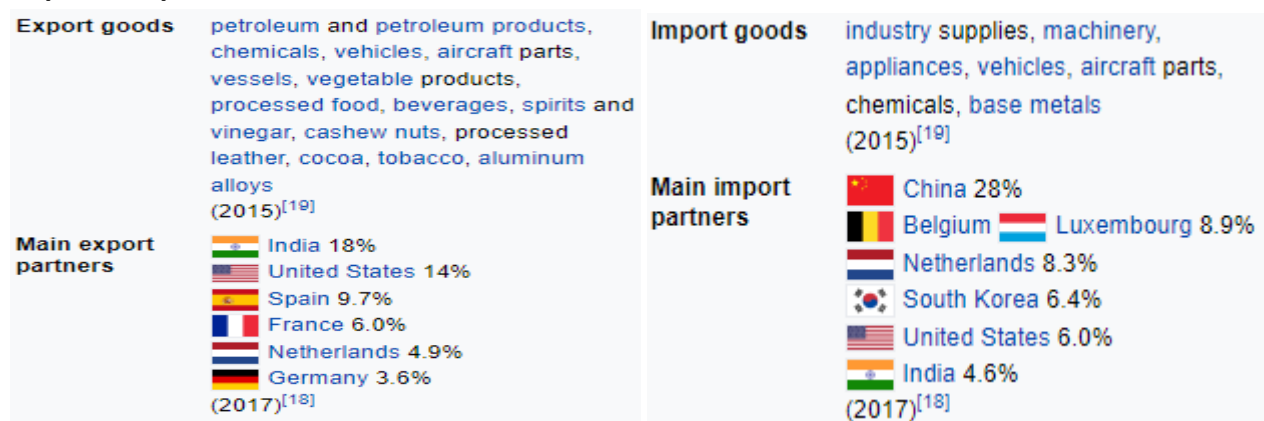 Export goods petroleum and petroleum products,
chemicals, vehicles, aircraft parts,
vessels, vegetable products,
processed food, beverages, spirits and
vinegar, cashew nuts, processed
leather, cocoa, tobacco, aluminum
alloys
(2015)[19]
Main export partners
India 18%
United States 14%
Spain 9.7%
France 6.0%
Netherlands 4.9%
Germany 3.6%
(2017)[18]
Import goods industry supplies, machinery,
appliances, vehicles, aircraft parts,
chemicals, base metals
(2015)[19]
Main import
partners
China 28%
Belgium Luxembourg 8.9%
Netherlands 8.3%
South Korea 6.4%
United States 6.0%
India 4.6%
(2017)[18]